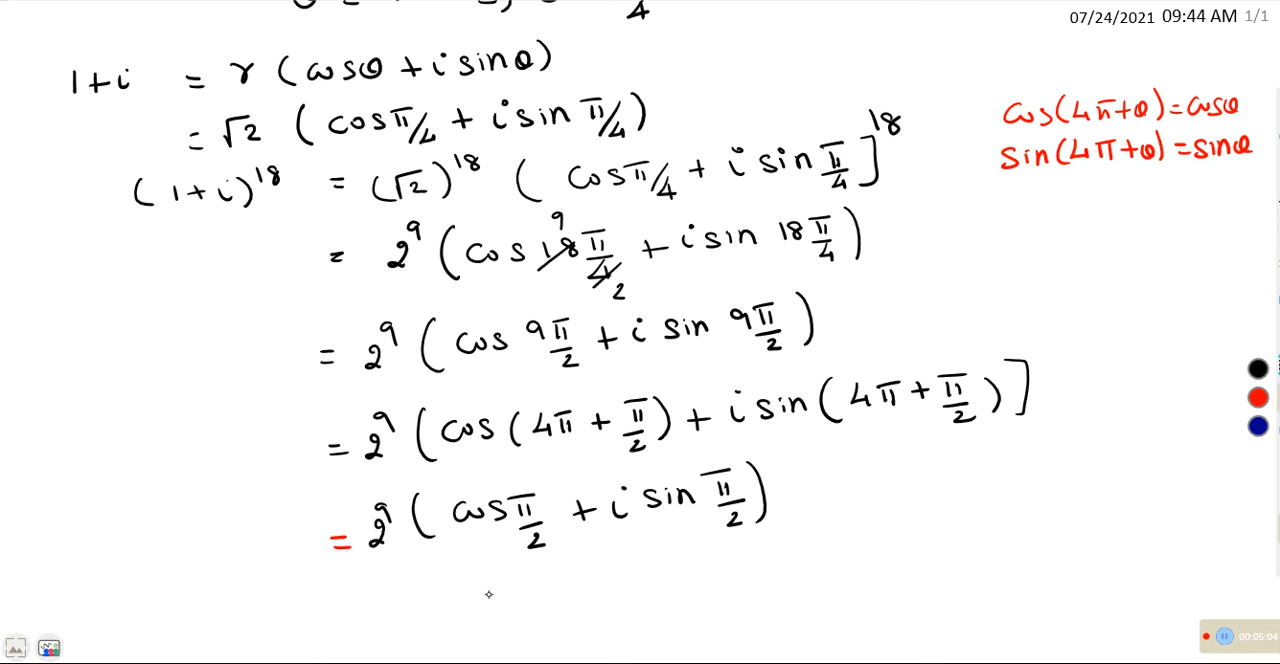 07/24/2021 09:44 AM 1/1
4
1+i = r (cosθ + i sinθ)
= √2 (cos π/4 + i sin π/4)
cos(4π+θ) = cosθ
sin(4π+θ) = sinθ
(1+i)^18 = (√2)^18 (cos π/4 + i sin π/4]^18
= 2^9 (cos 18 9 π/4 2 + i sin 18 π/4)
= 2^9 (cos 9π/2 + i sin 9π/2)
= 2^9 (cos(4π + π/2) + i sin(4π + π/2)]
= 2^9 (cos π/2 + i sin π/2)
00:05:04